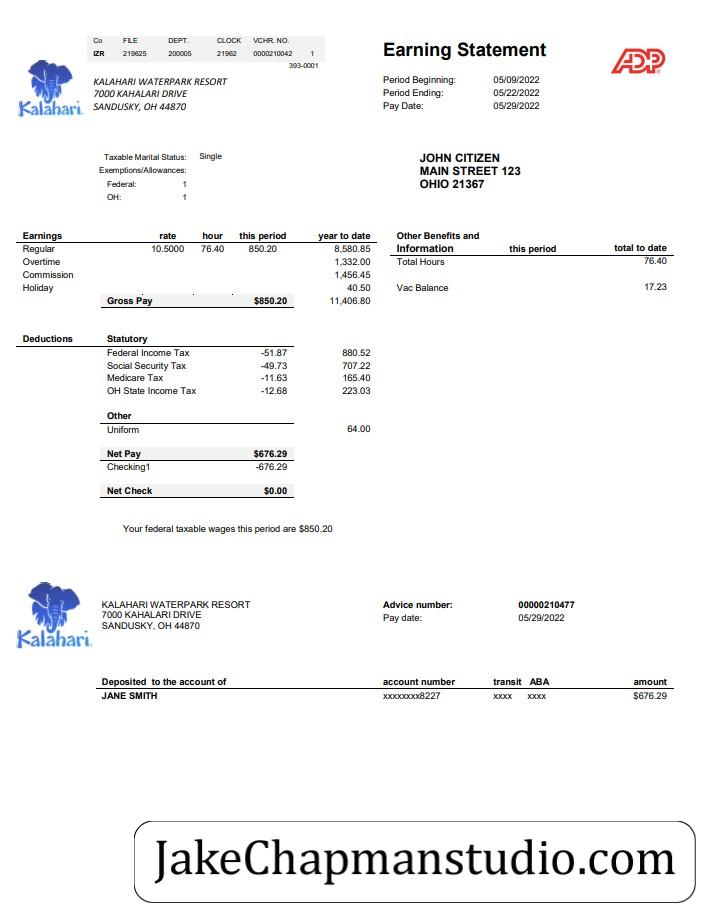 Co FILE DEPT. CLOCK VCHR. NO.
IZR 219625 200005 21962 0000210042 1
393-0001
Earning Statement
ADP
Kalahari.
KALAHARI WATERPARK RESORT
7000 KAHALARI DRIVE
SANDUSKY, OH 44870
Period Beginning: 05/09/2022
Period Ending: 05/22/2022
Pay Date: 05/29/2022
Taxable Marital Status: Single
Exemptions/Allowances:
Federal: 1
OH: 1
JOHN CITIZEN
MAIN STREET 123
OHIO 21367
Earnings rate hour this period year to date
Regular 10.5000 76.40 850.20 8,580.85
Overtime 1,332.00
Commission 1,456.45
Holiday 40.50
Gross Pay $850.20 11,406.80
Other Benefits and
Information this period total to date
Total Hours 76.40
Vac Balance 17.23
Deductions Statutory
Federal Income Tax -51.87 880.52
Social Security Tax -49.73 707.22
Medicare Tax -11.63 165.40
OH State Income Tax -12.68 223.03
Other
Uniform 64.00
Net Pay $676.29
Checking1 -676.29
Net Check $0.00
Your federal taxable wages this period are $850.20
Kalahari.
KALAHARI WATERPARK RESORT
7000 KAHALARI DRIVE
SANDUSKY, OH 44870
Advice number: 00000210477
Pay date: 05/29/2022
Deposited to the account of account number transit ABA amount
JANE SMITH xxxxxxxx8227 xxxx xxxx $676.29
JakeChapmanstudio.com